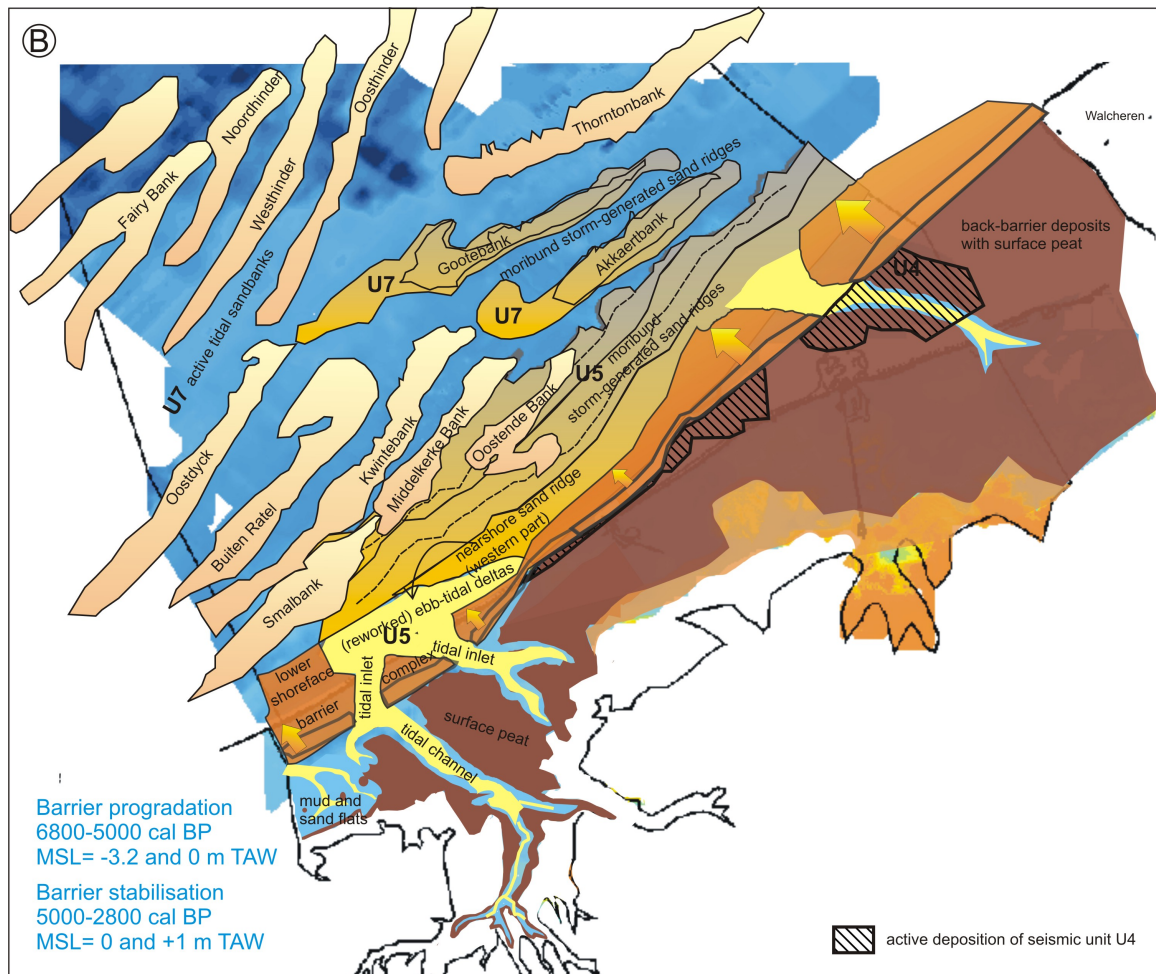 B
Noordhinder
Oosthinder
Thorntonbank
Walcheren
Fairy Bank
Westhinder
Gootebank
moribund storm-generated sand ridges
Akkaertbank
back-barrier deposits
with surface peat
U4
U7
U7
U7 active tidal sandbanks
U5
moribund
storm-generated sand ridges
Oostdyck
Buiten Ratel
Kwintebank
Middelkerke Bank
Oostende Bank
Smalbank
nearshore sand ridge
(western part)
(reworked) ebb-tidal deltas
U5
lower
shoreface
tidal inlet
complex
tidal inlet
barrier
surface peat
tidal channel
mud and
sand flats
Barrier progradation
6800-5000 cal BP
MSL= -3.2 and 0 m TAW
Barrier stabilisation
5000-2800 cal BP
MSL= 0 and +1 m TAW
active deposition of seismic unit U4